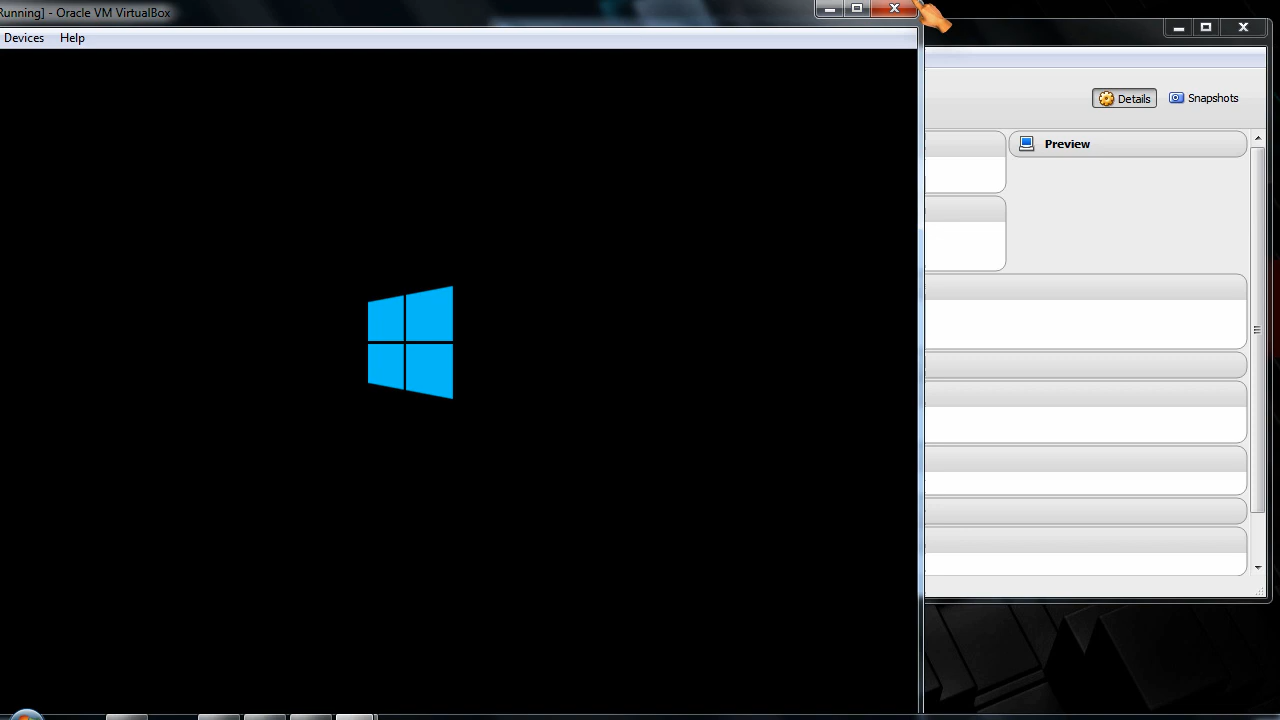 Running] - Oracle VM VirtualBox
Devices Help
Details Snapshots
Preview